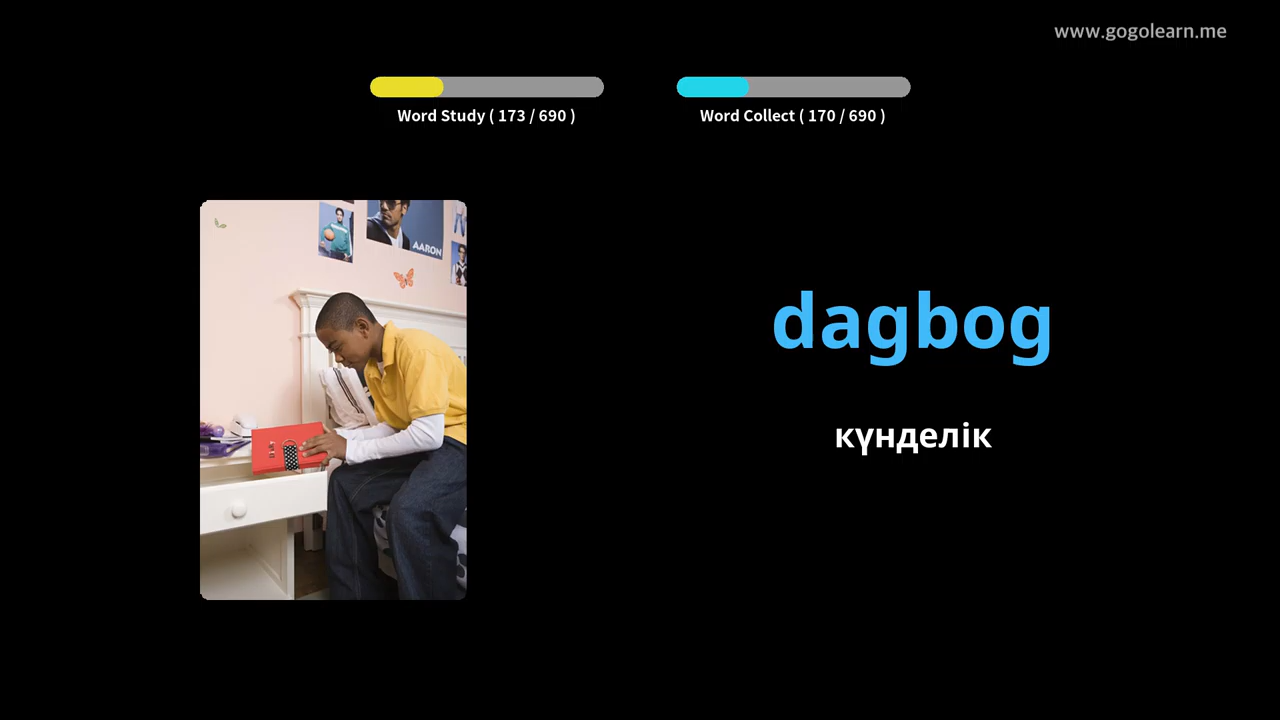 www.gogolearn.me
Word Study ( 173 / 690 )
Word Collect ( 170 / 690 )
AARON
dagbog
күнделік